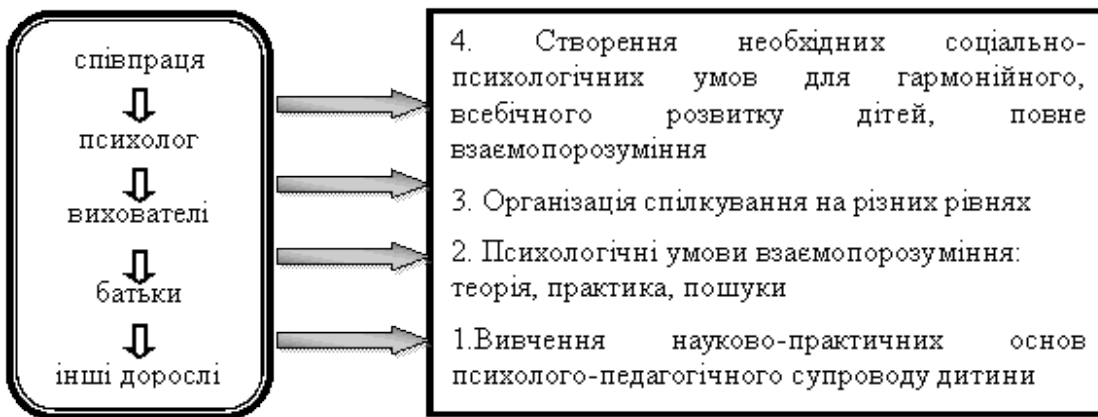 співпраця
психолог
вихователі
батьки
інші дорослі
4. Створення необхідних соціально-
психологічних умов для гармонійного,
всебічного розвитку дітей, повне
взаємопорозуміння
3. Організація спілкування на різних рівнях
2. Психологічні умови взаємопорозуміння:
теорія, практика, пошуки
1.Вивчення науково-практичних основ
психолого-педагогічного супроводу дитини